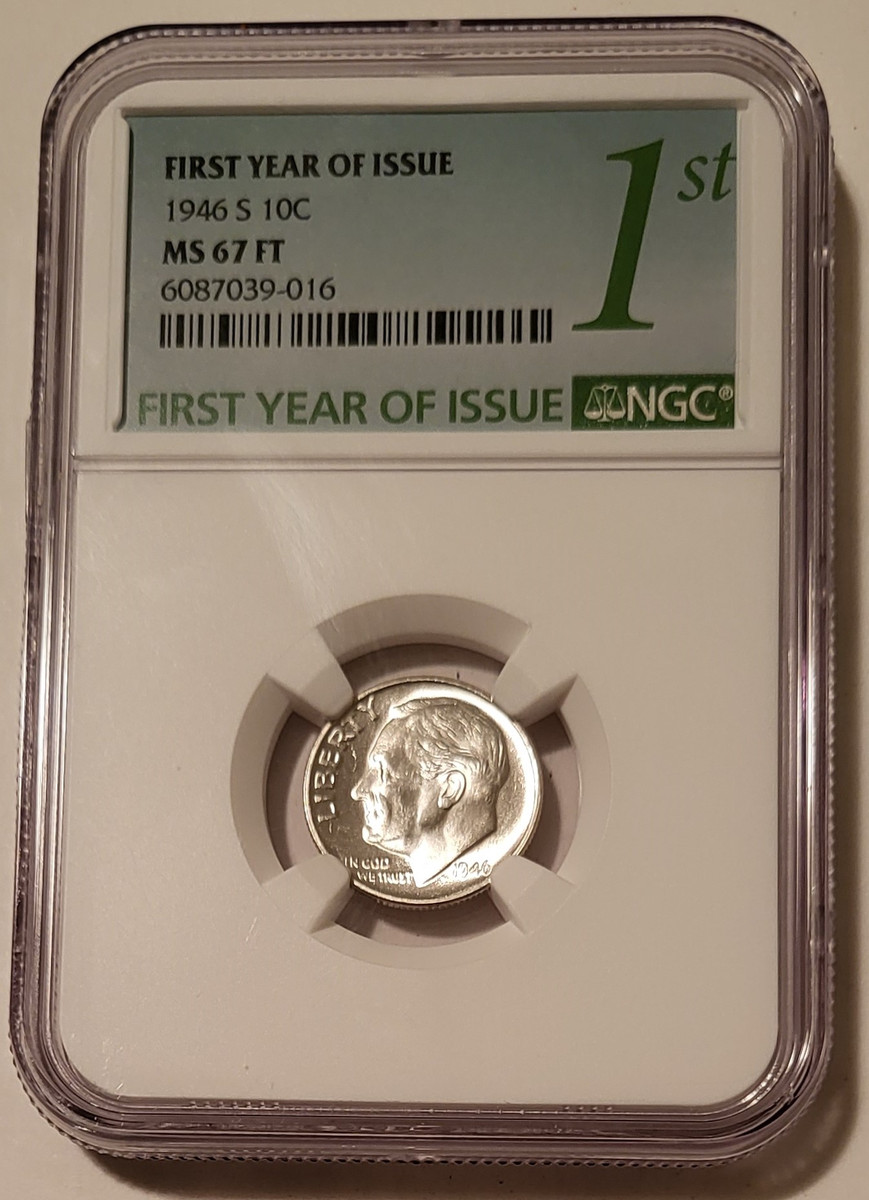 FIRST YEAR OF ISSUE
1946 S 10C
MS 67 FT
6087039-016
1st
FIRST YEAR OF ISSUE NGC®
LIBERTY
IN GOD
WE TRUST
1946